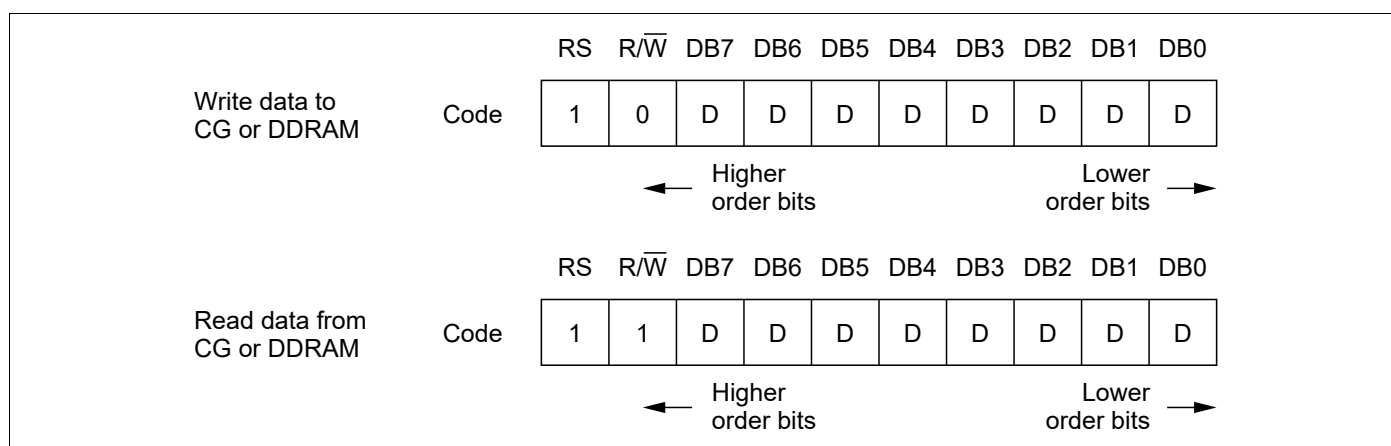 RS R/W̅ DB7 DB6 DB5 DB4 DB3 DB2 DB1 DB0
Write data to
CG or DDRAM
Code 1 0 D D D D D D D D
Higher
order bits
Lower
order bits
RS R/W̅ DB7 DB6 DB5 DB4 DB3 DB2 DB1 DB0
Read data from
CG or DDRAM
Code 1 1 D D D D D D D D
Higher
order bits
Lower
order bits